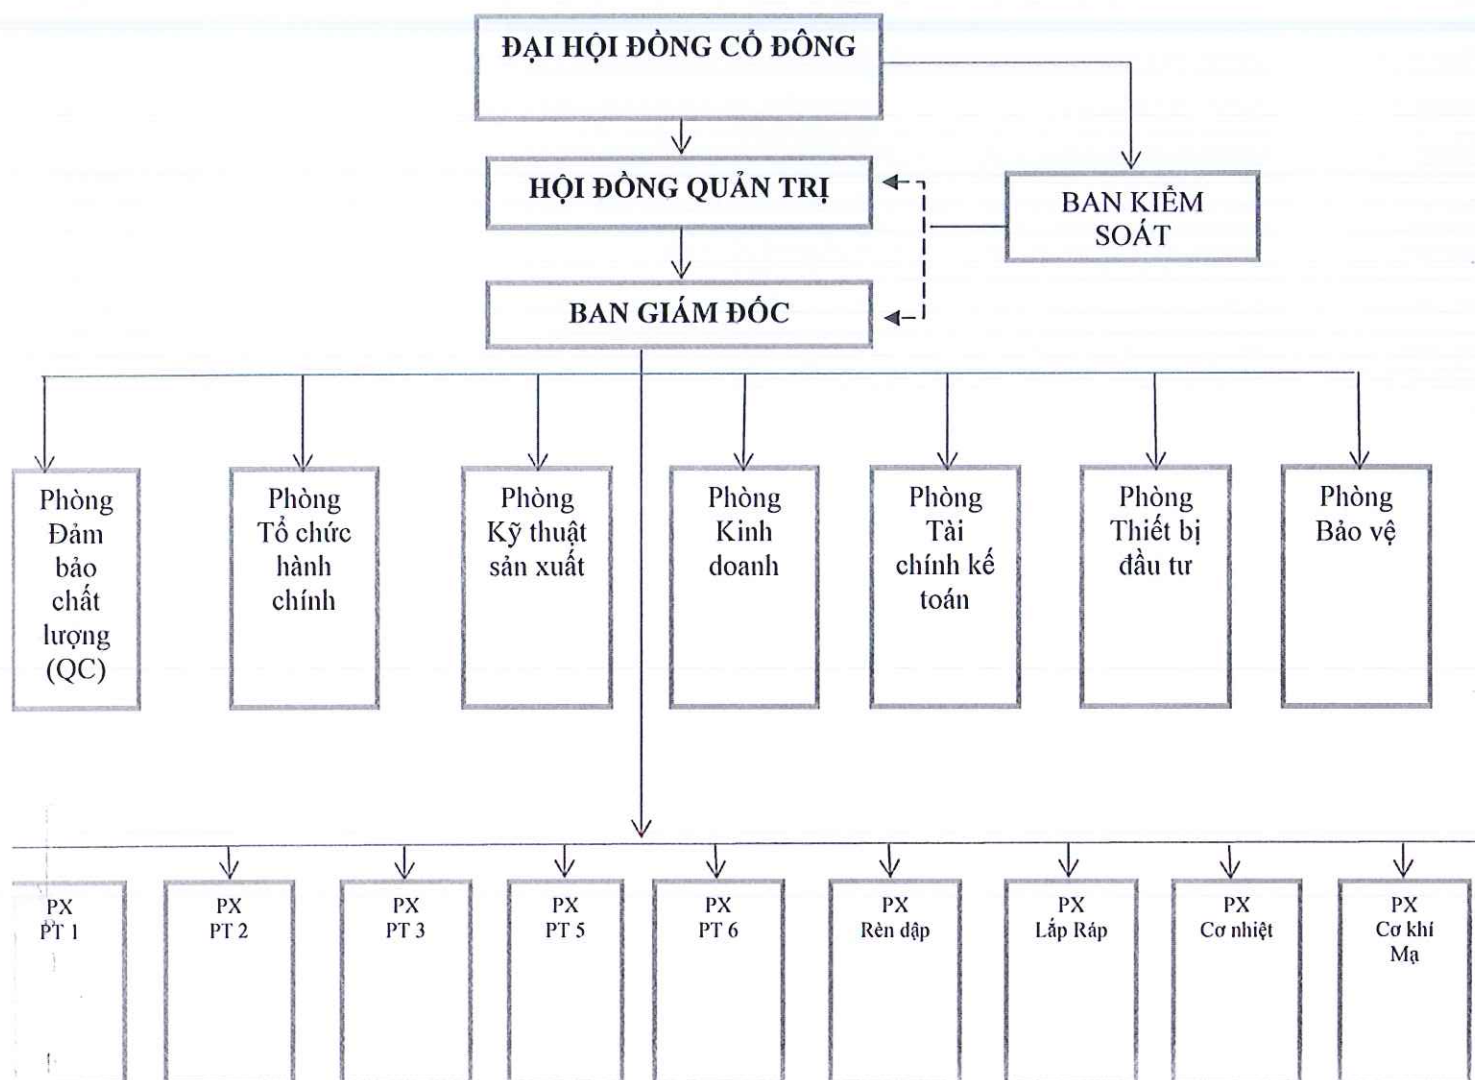 ĐẠI HỘI ĐỒNG CỔ ĐÔNG
HỘI ĐỒNG QUẢN TRỊ
BAN KIỂM
SOÁT
BAN GIÁM ĐỐC
Phòng
Đảm
bảo
chất
lượng
(QC)
Phòng
Tổ chức
hành
chính
Phòng
Kỹ thuật
sản xuất
Phòng
Kinh
doanh
Phòng
Tài
chính kế
toán
Phòng
Thiết bị
đầu tư
Phòng
Bảo vệ
PX
PT 1
PX
PT 2
PX
PT 3
PX
PT 5
PX
PT 6
PX
Rèn dập
PX
Lắp Ráp
PX
Cơ nhiệt
PX
Cơ khí
Mạ